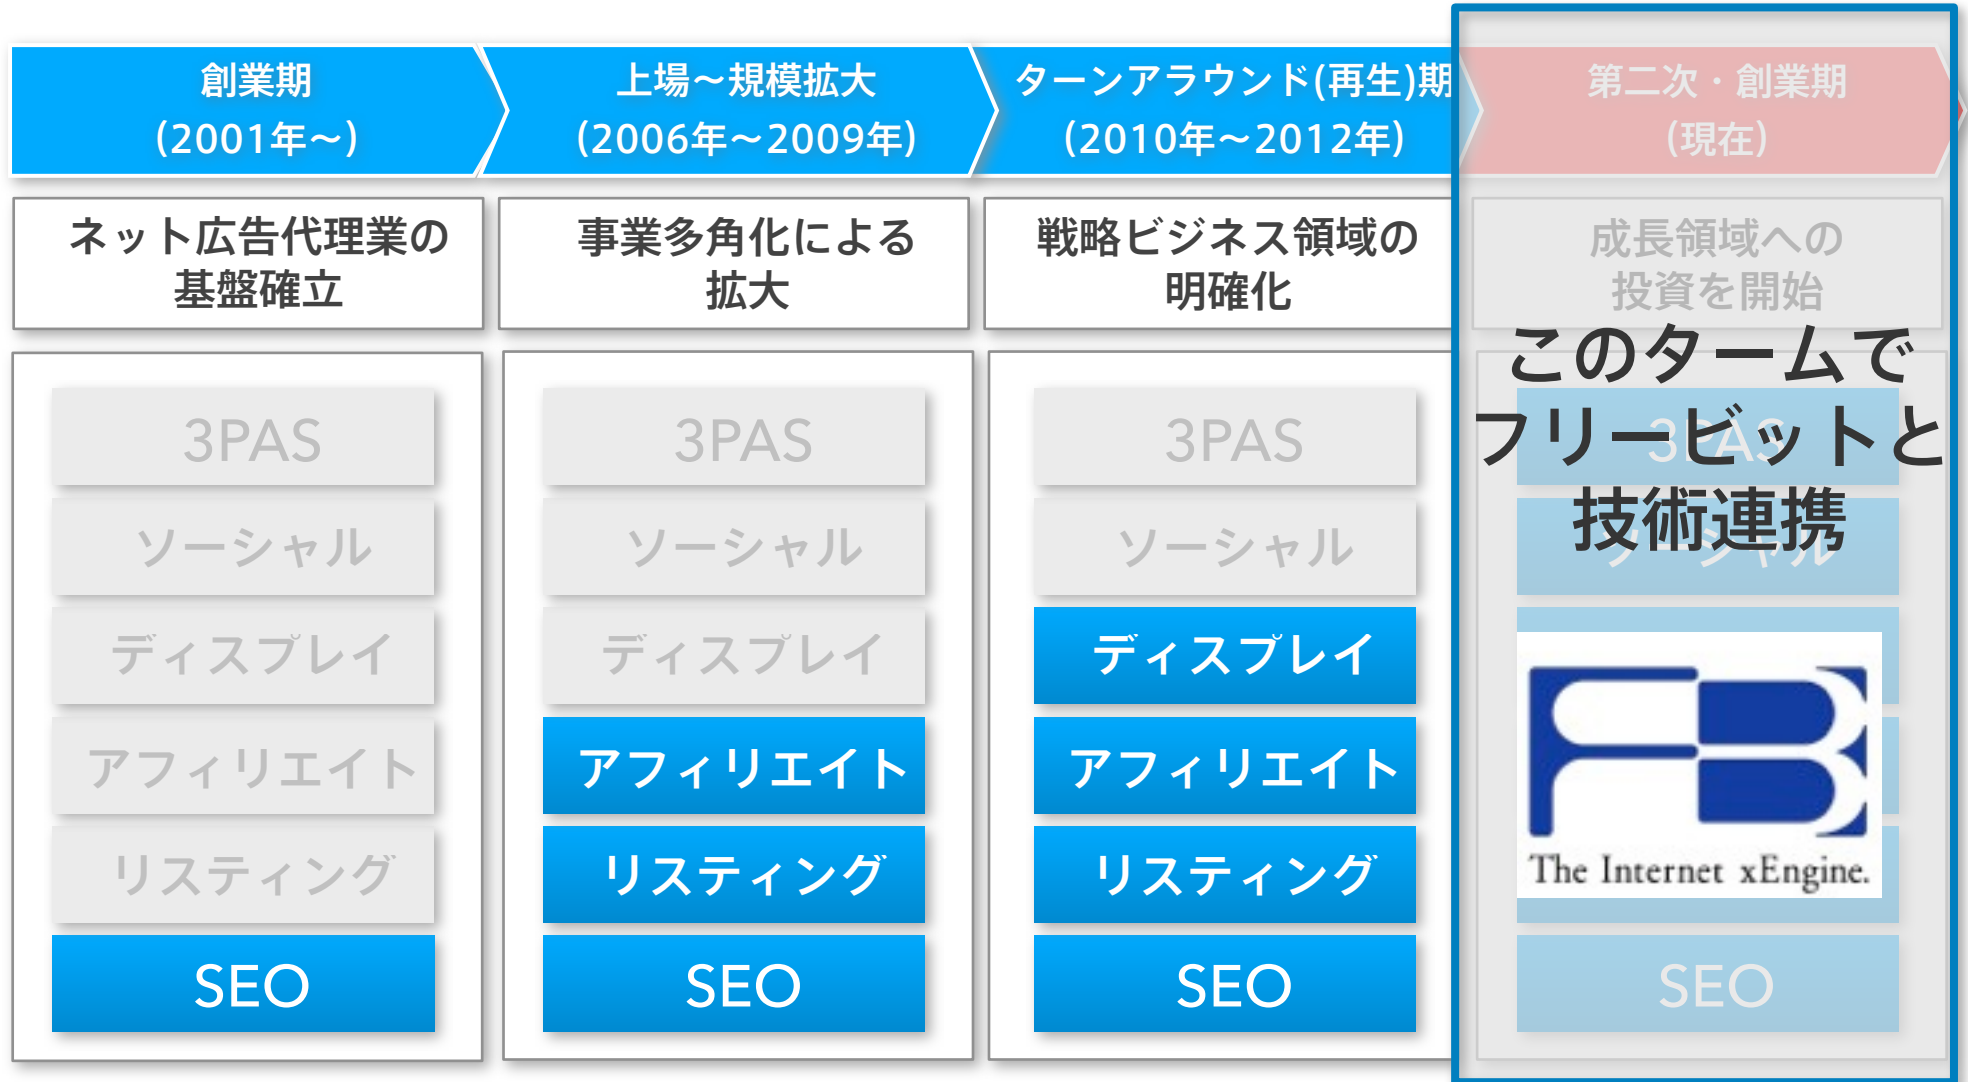 創業期
(2001年～)
上場～規模拡大
(2006年～2009年)
ターンアラウンド(再生)期
(2010年～2012年)
第二次・創業期
(現在)
ネット広告代理業の
基盤確立
事業多角化による
拡大
戦略ビジネス領域の
明確化
成長領域への
投資を開始
3PAS
ソーシャル
ディスプレイ
アフィリエイト
リスティング
SEO
3PAS
ソーシャル
ディスプレイ
アフィリエイト
リスティング
SEO
3PAS
ソーシャル
ディスプレイ
アフィリエイト
リスティング
SEO
このタームで
フリービットと
技術連携
3PAS
ソーシャル
FB
The Internet xEngine.
SEO